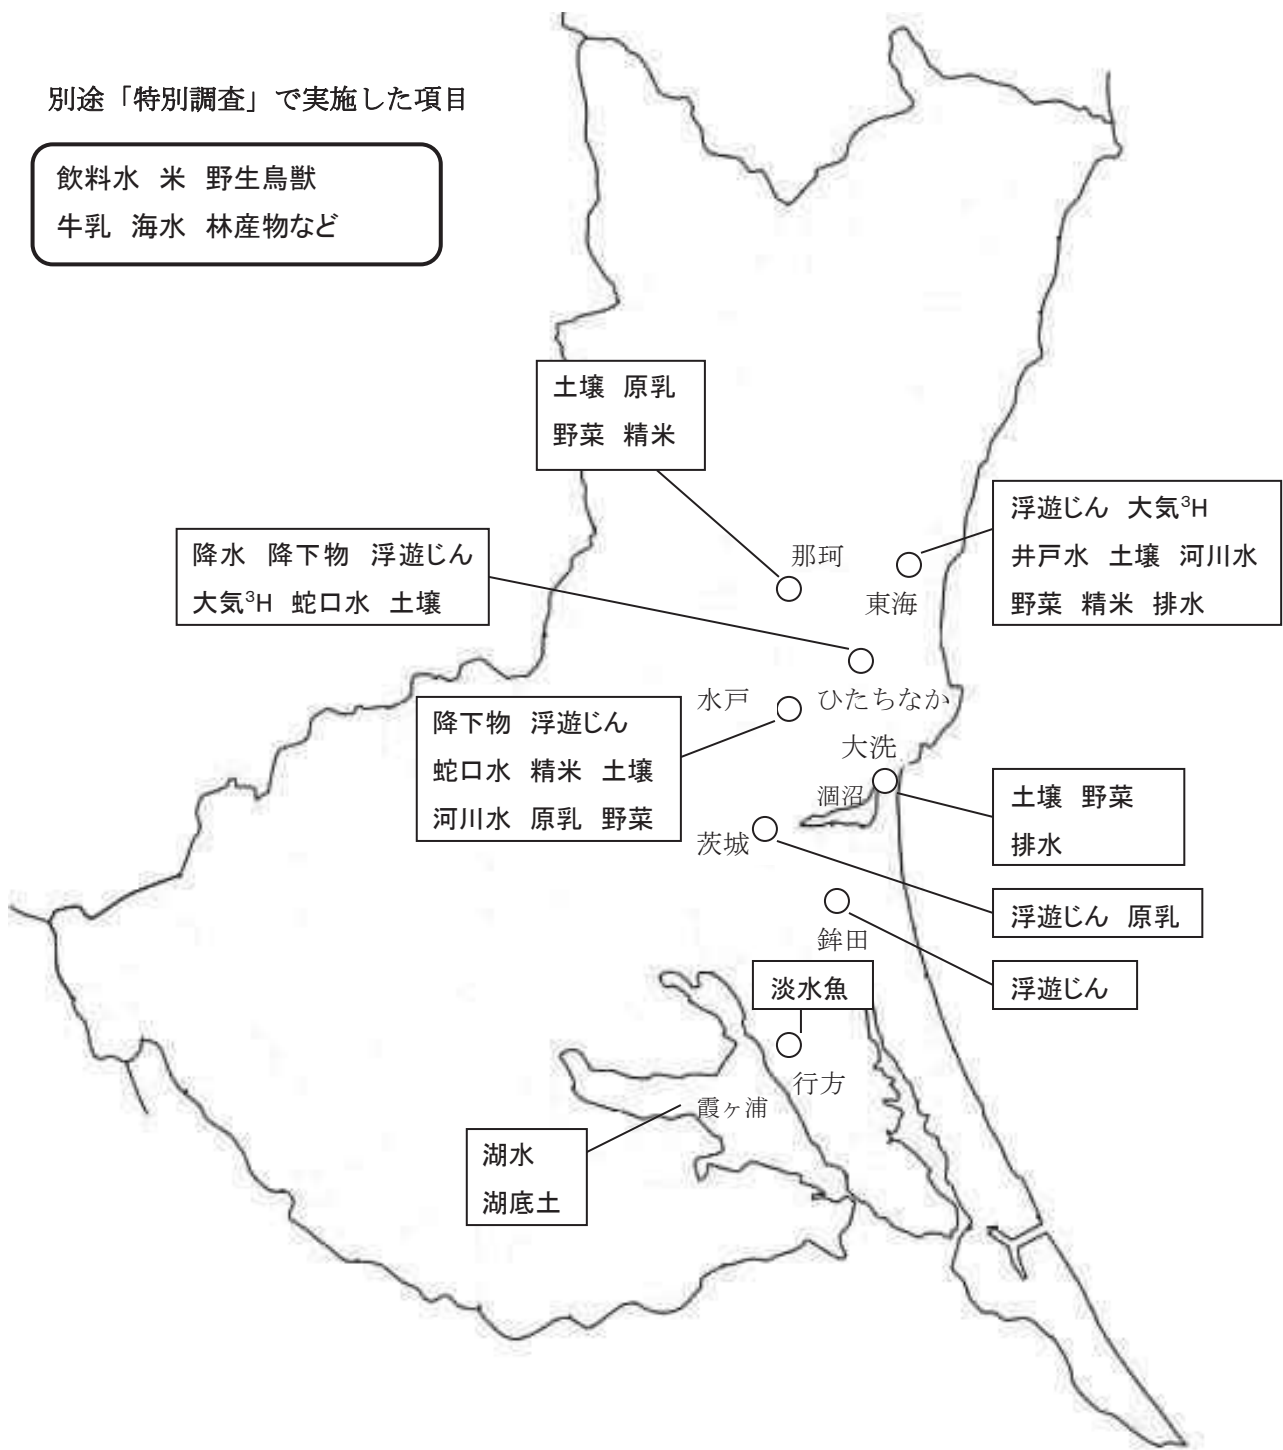 別途「特別調査」で実施した項目
飲料水 米 野生鳥獣
牛乳 海水 林産物など
土壌 原乳
野菜 精米
浮遊じん 大気³H
井戸水 土壌 河川水
野菜 精米 排水
降水 降下物 浮遊じん
大気³H 蛇口水 土壌
那珂
東海
水戸
ひたちなか
降下物 浮遊じん
蛇口水 精米 土壌
河川水 原乳 野菜
大洗
涸沼
土壌 野菜
排水
茨城
浮遊じん 原乳
鉾田
淡水魚
浮遊じん
行方
霞ヶ浦
湖水
湖底土